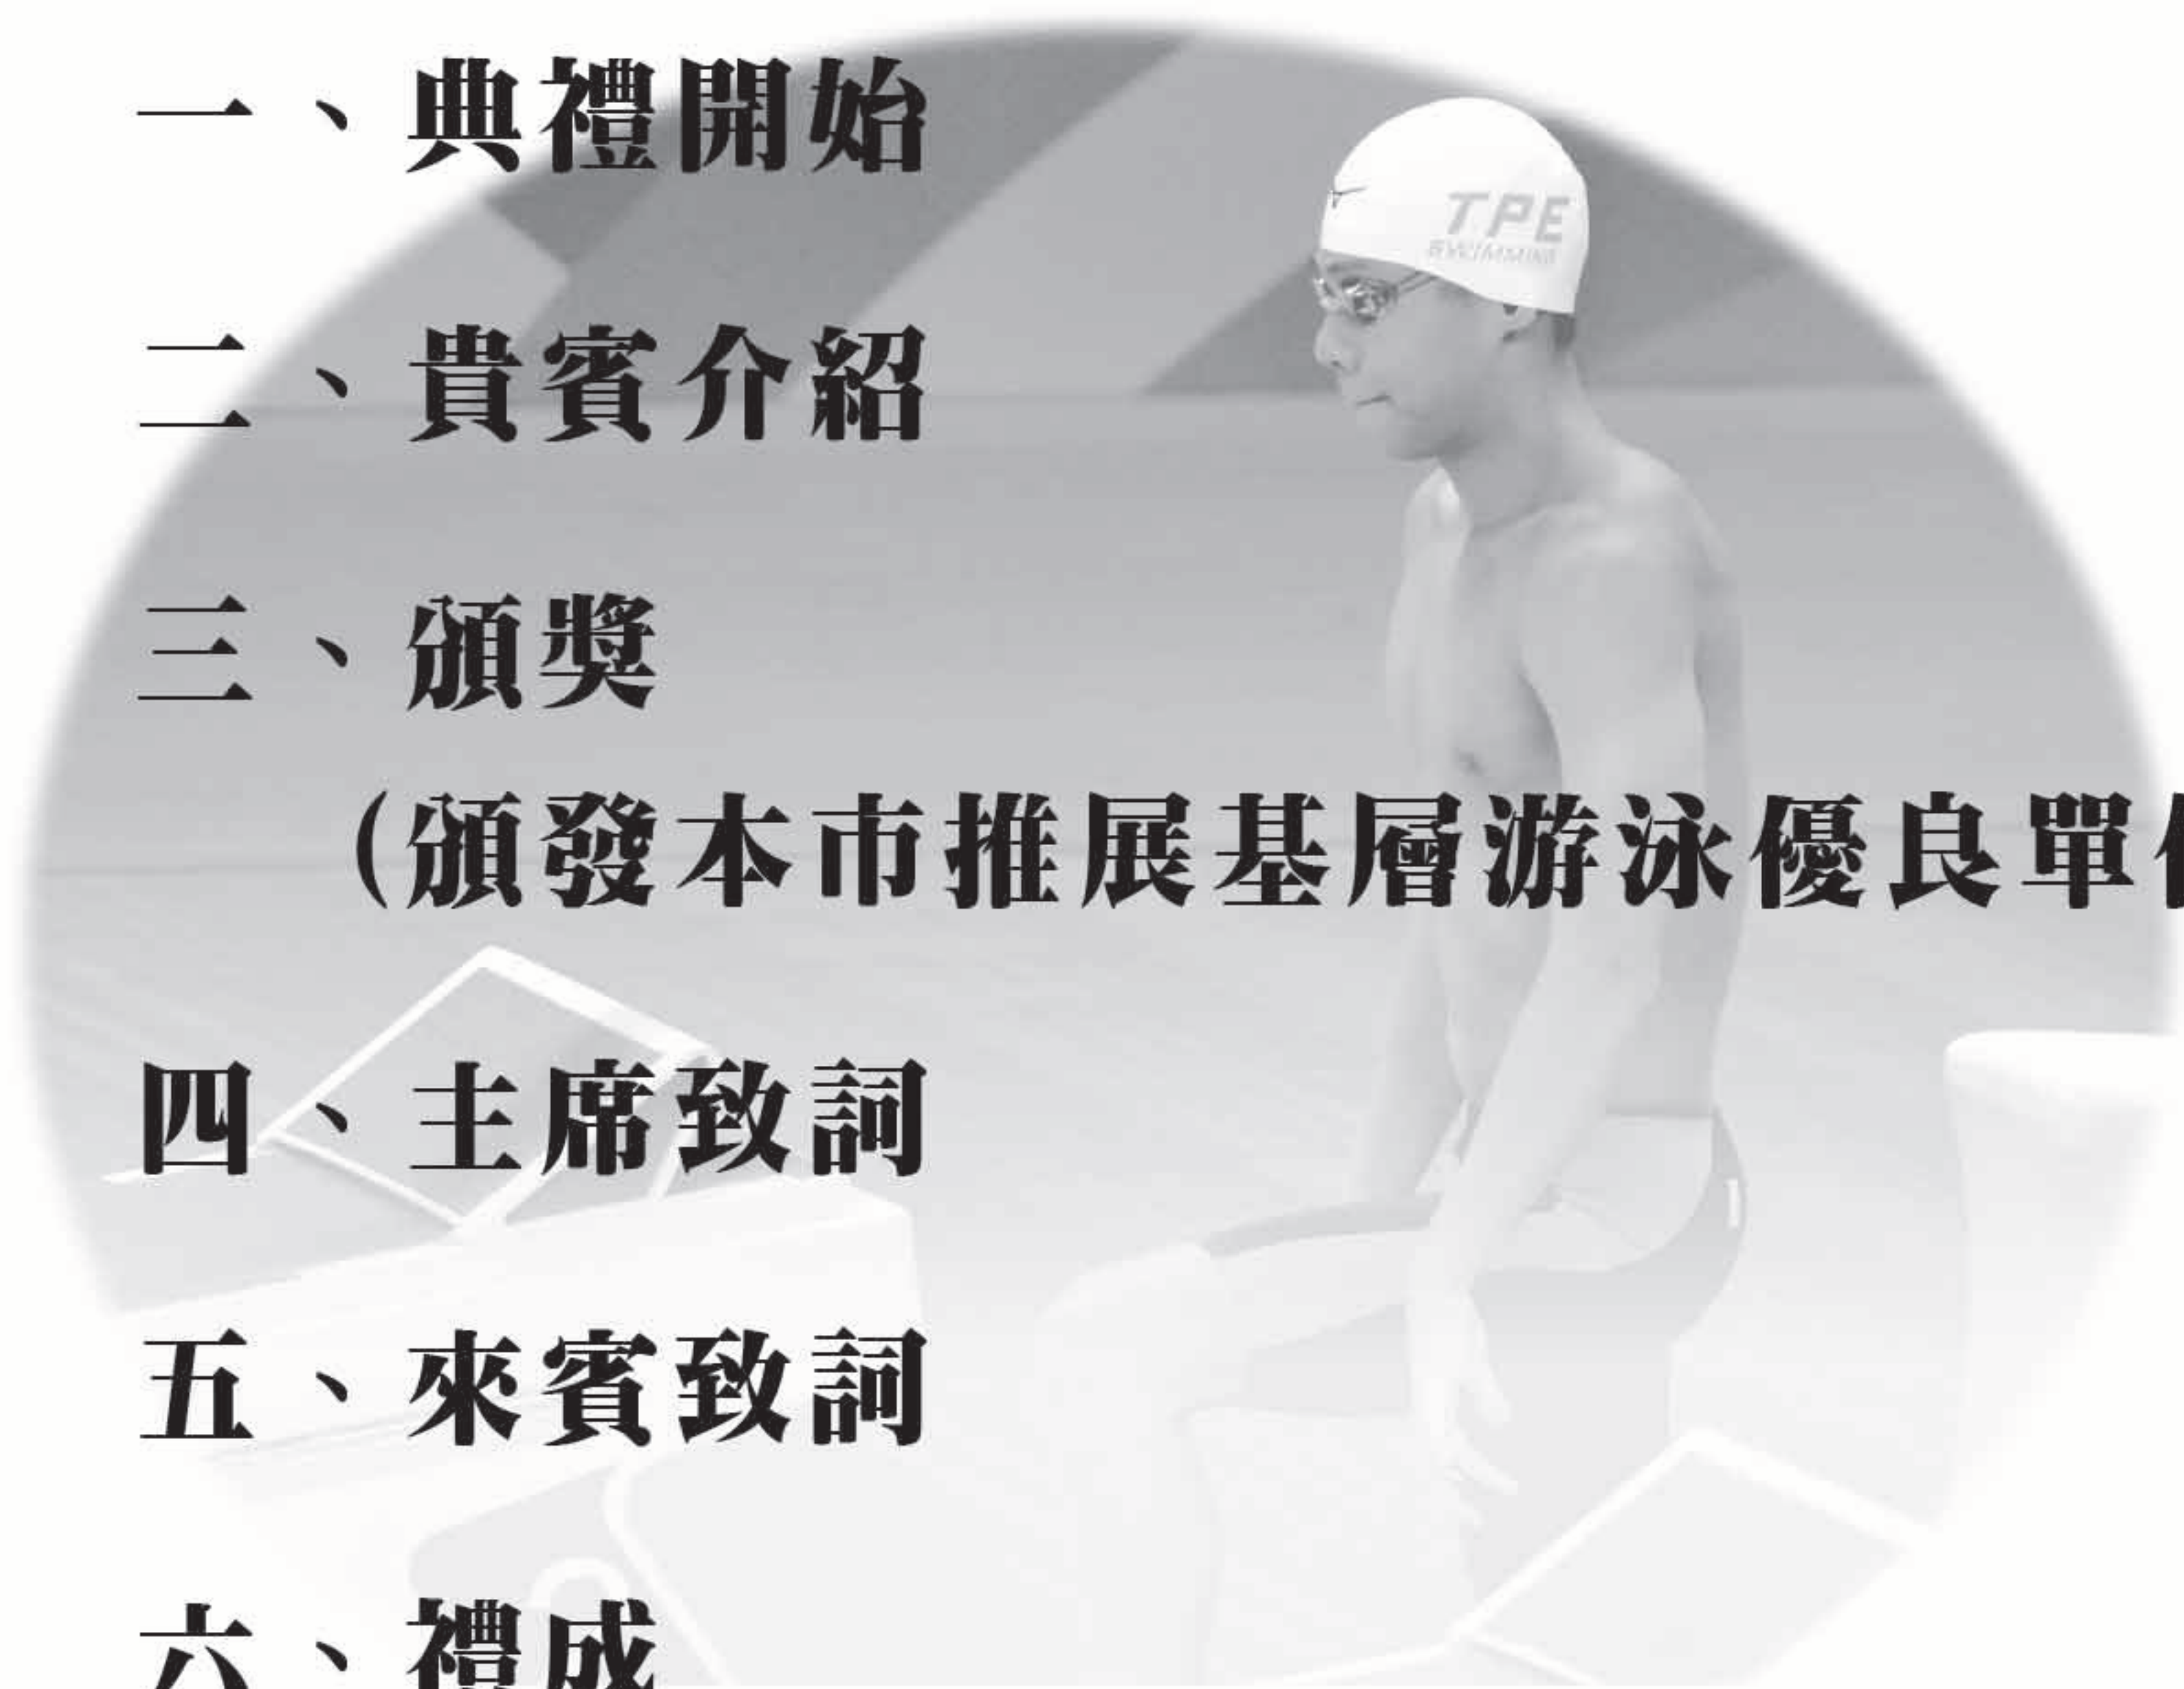 一、典禮開始
TPE
SWIMMING
二、貴賓介紹
三、頒獎
(頒發本市推展基層游泳優良單
四、主席致詞
五、來賓致詞
六、禮成